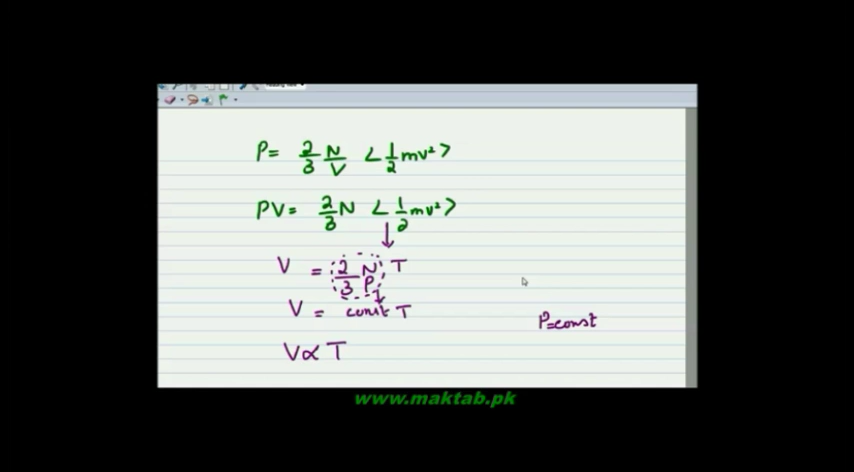 P= 2/3 N/V <1/2 mv²>
PV= 2/3 N <1/2 mv²>
V = 2/3 N/P T
V = const T
P=const
V∝ T
www.maktab.pk